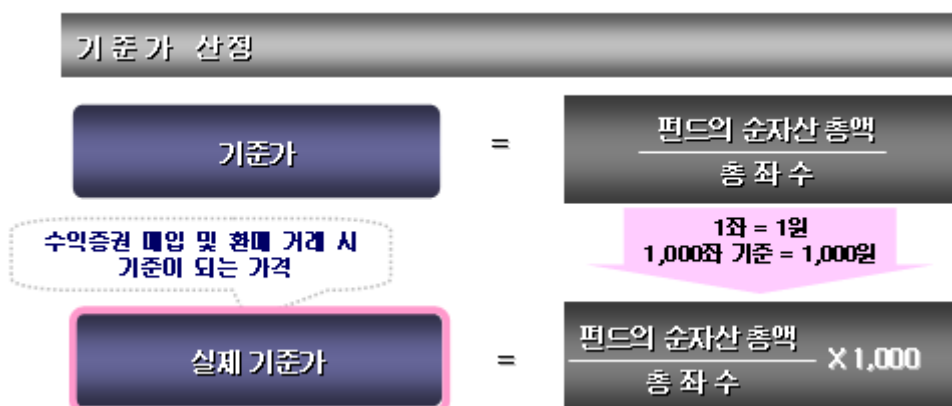 기준가 산정
기준가
=
펀드의 순자산 총액
총 좌 수
수익증권 매입 및 환매 거래 시
기준이 되는 가격
1좌 = 1원
1,000좌 기준 = 1,000원
실제 기준가
=
펀드의 순자산 총액
총 좌 수
X 1,000